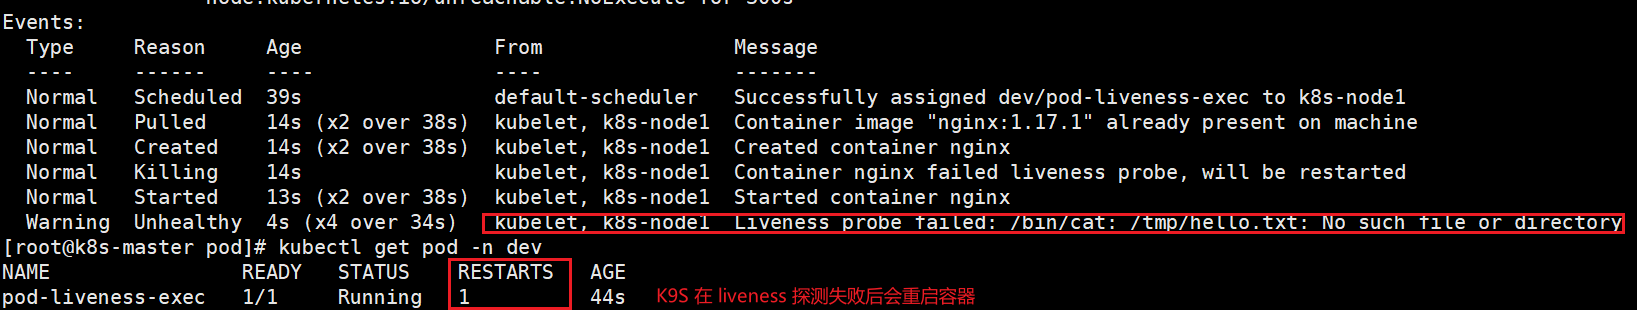 node.kubernetes.io/unreachable:NoExecute for 300s
Events:
Type Reason Age From Message
---- ------ ---- ---- -------
Normal Scheduled 39s default-scheduler Successfully assigned dev/pod-liveness-exec to k8s-node1
Normal Pulled 14s (x2 over 38s) kubelet, k8s-node1 Container image "nginx:1.17.1" already present on machine
Normal Created 14s (x2 over 38s) kubelet, k8s-node1 Created container nginx
Normal Killing 14s kubelet, k8s-node1 Container nginx failed liveness probe, will be restarted
Normal Started 13s (x2 over 38s) kubelet, k8s-node1 Started container nginx
Warning Unhealthy 4s (x4 over 34s) kubelet, k8s-node1 Liveness probe failed: /bin/cat: /tmp/hello.txt: No such file or directory
[root@k8s-master pod]# kubectl get pod -n dev
NAME READY STATUS RESTARTS AGE
pod-liveness-exec 1/1 Running 1 44s K9S 在 liveness 探测失败后会重启容器